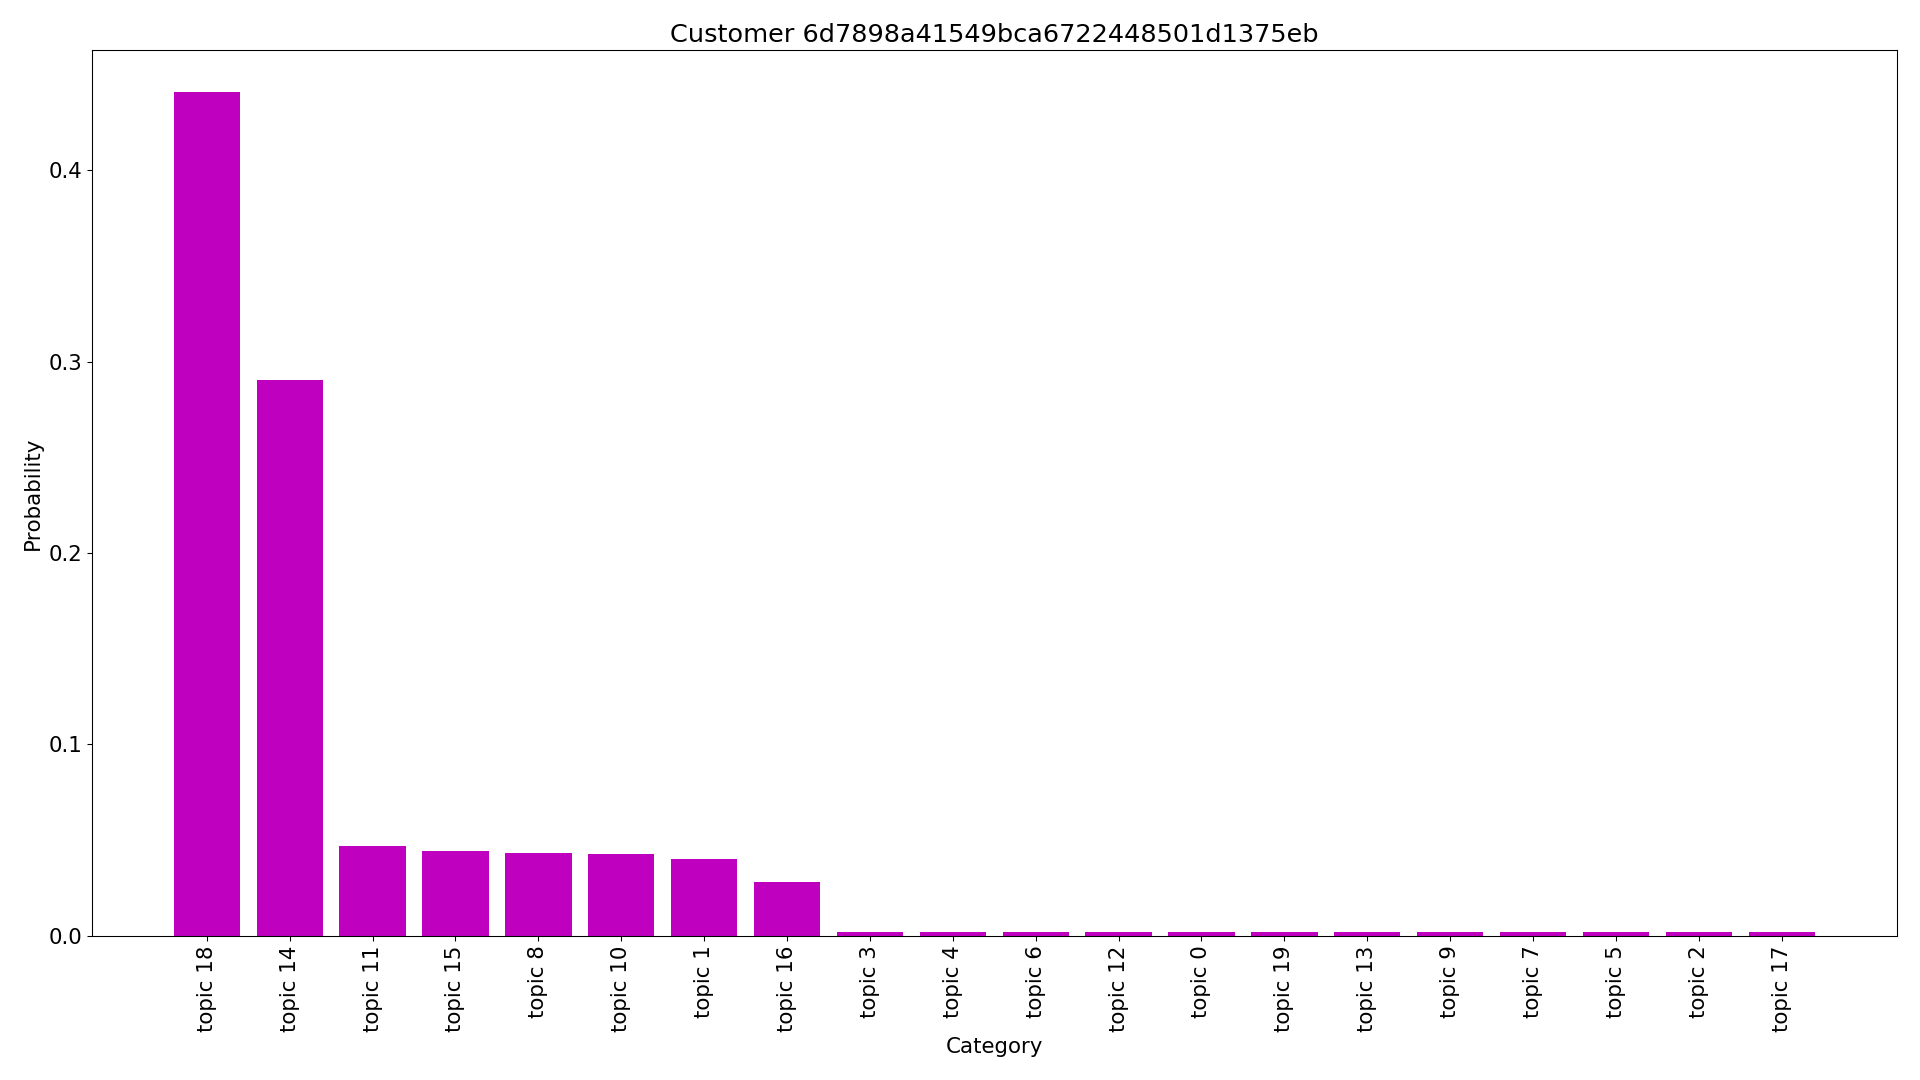 Customer 6d7898a41549bca6722448501d1375eb
Probability
0.4
0.3
0.2
0.1
0.0
topic 18
topic 14
topic 11
topic 15
topic 8
topic 10
topic 1
topic 16
topic 3
topic 4
topic 6
topic 12
topic 0
topic 19
topic 13
topic 9
topic 7
topic 5
topic 2
topic 17
Category